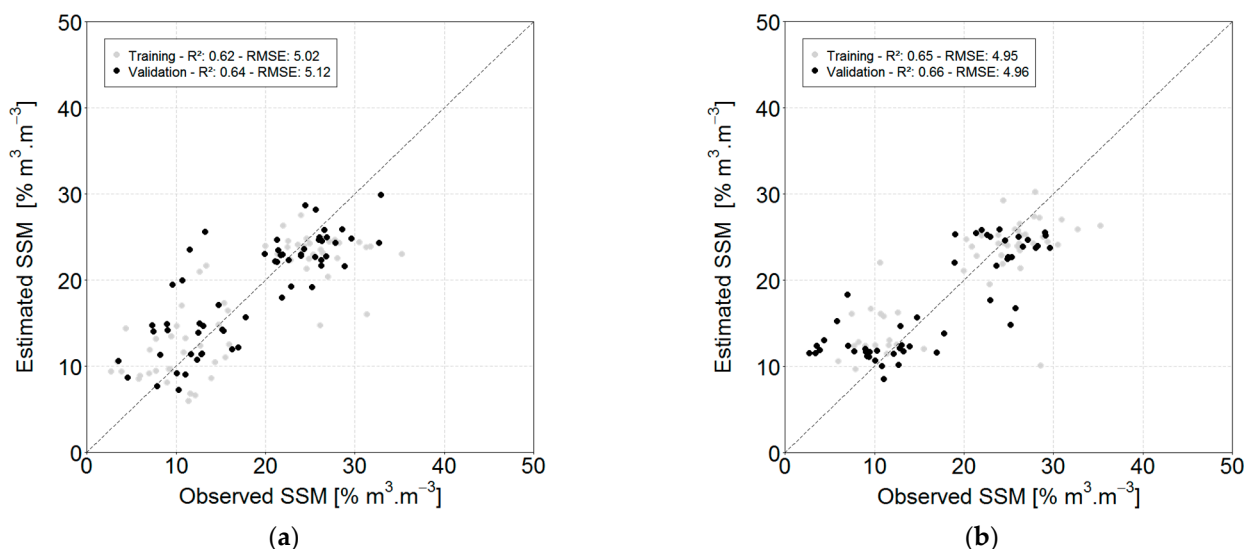 50
40
30
20
10
0
Estimated SSM [% m³.m⁻³]
Training - R²: 0.62 - RMSE: 5.02
Validation - R²: 0.64 - RMSE: 5.12
0 10 20 30 40 50
Observed SSM [% m³.m⁻³]
(a)
50
40
30
20
10
0
Estimated SSM [% m³.m⁻³]
Training - R²: 0.65 - RMSE: 4.95
Validation - R²: 0.66 - RMSE: 4.96
0 10 20 30 40 50
Observed SSM [% m³.m⁻³]
(b)